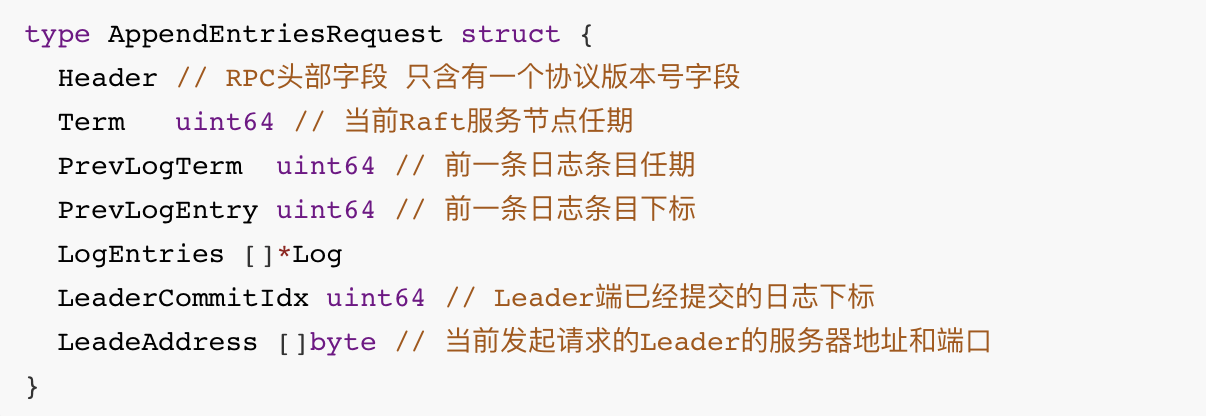 type AppendEntriesRequest struct {
  Header // RPC头部字段 只含有一个协议版本号字段
  Term   uint64 // 当前Raft服务节点任期
  PrevLogTerm  uint64 // 前一条日志条目任期
  PrevLogEntry uint64 // 前一条日志条目下标
  LogEntries []*Log
  LeaderCommitIdx uint64 // Leader端已经提交的日志下标
  LeadeAddress []byte // 当前发起请求的Leader的服务器地址和端口
}